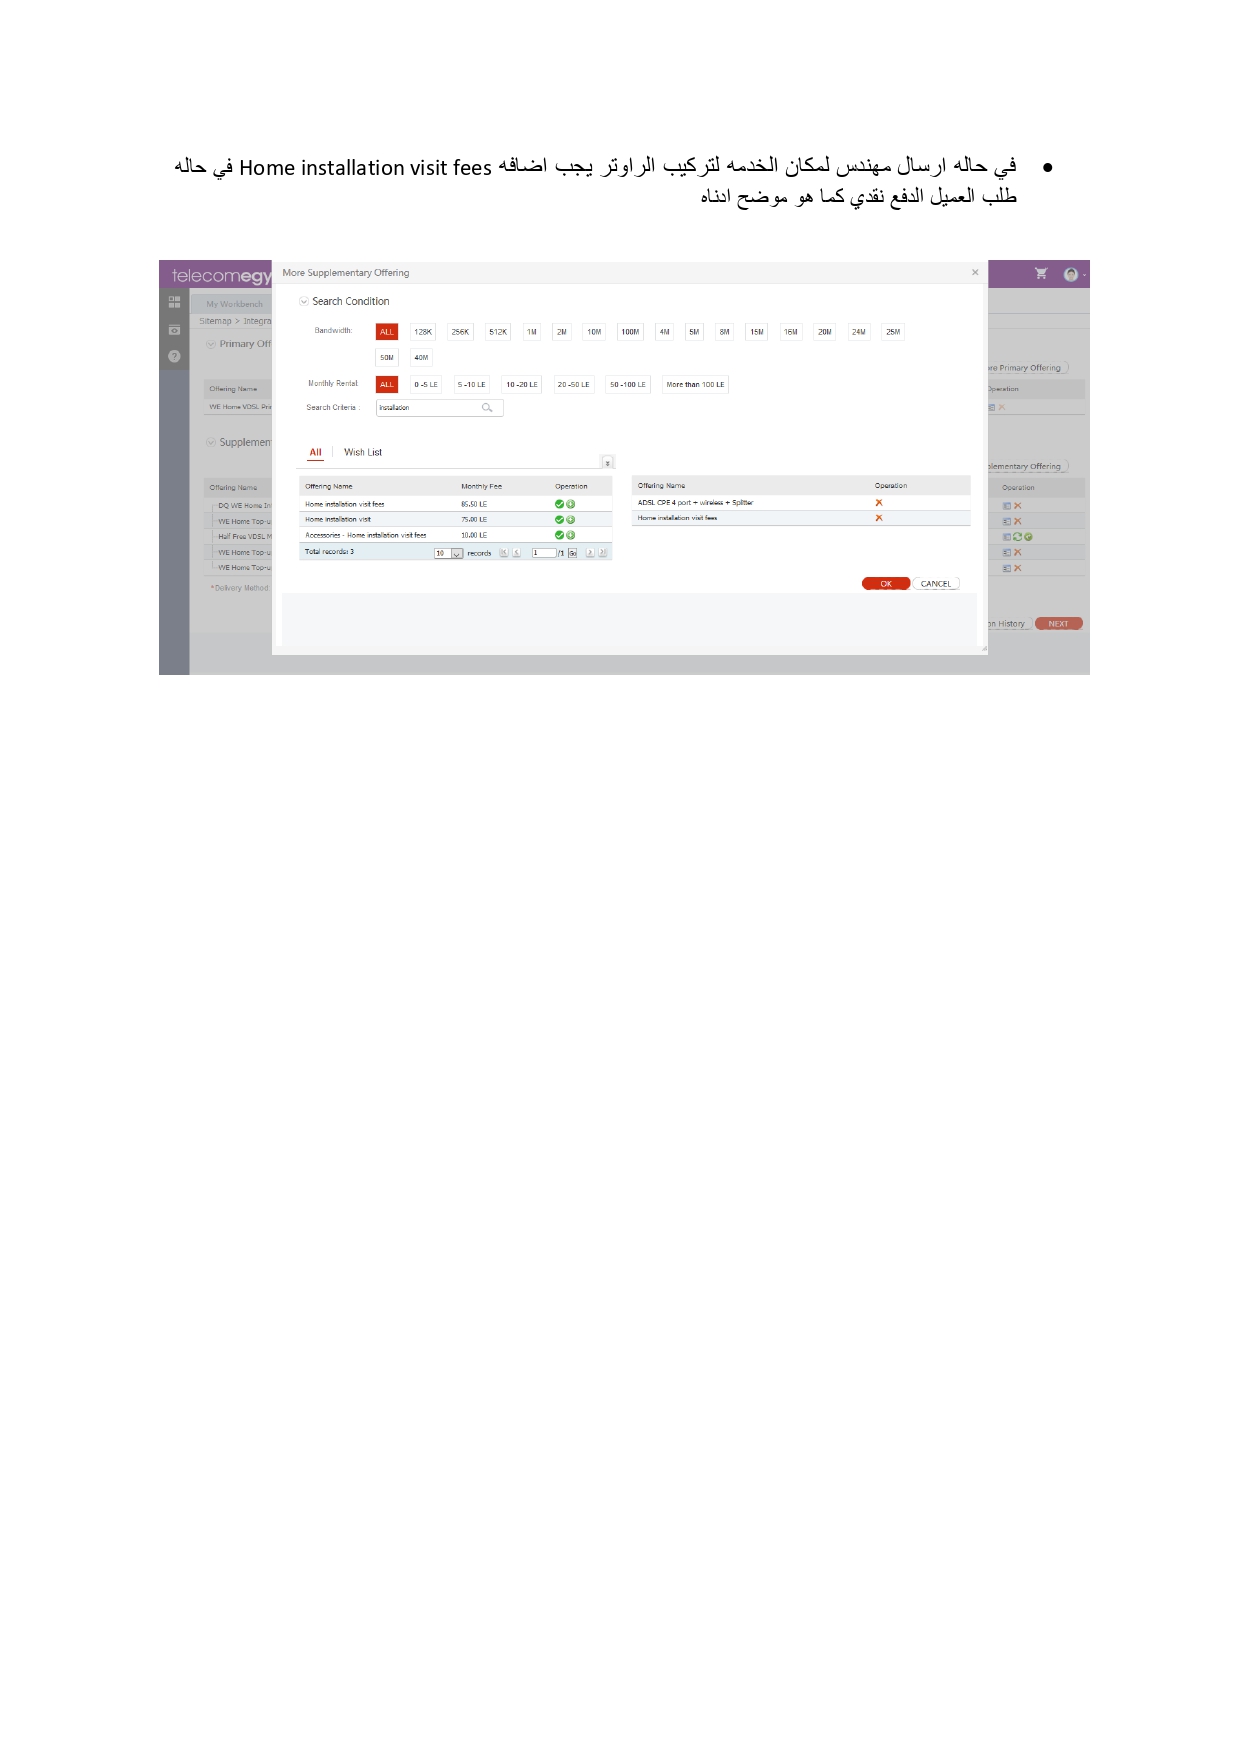 • في حاله ارسال مهندس لمكان الخدمه لتركيب الراوتر يجب اضافه Home installation visit fees في حاله
طلب العميل الدفع نقدي كما هو موضح ادناه
telecomegy
More Supplementary Offering
My Workbench
Search Condition
Sitemap > Integra
Bandwidth: ALL 128K 256K 512K 1M 2M 10M 100M 4M 5M 8M 15M 16M 20M 24M 25M
Primary Off
50M 40M
re Primary Offering
Monthly Rental: ALL 0 -5 LE 5 -10 LE 10 -20 LE 20 -50 LE 50 -100 LE More than 100 LE
Offering Name
Operation
WE Home VDSL Prin
Search Criteria : installation
Supplemen
All Wish List
plementary Offering
Offering Name Monthly Fee Operation
Offering Name Operation
Offering Name
Operation
Home installation visit fees 85.50 LE
ADSL CPE 4 port + wireless + Splitter
DQ WE Home In
Home installation visit 75.00 LE
Home installation visit fees
WE Home Top-u
Accessories - Home installation visit fees 10.00 LE
Half Free VDSL M
Total records: 3 10 records 1 /1 Go
WE Home Top-u
WE Home Top-u
OK CANCEL
*Delivery Method
on History NEXT